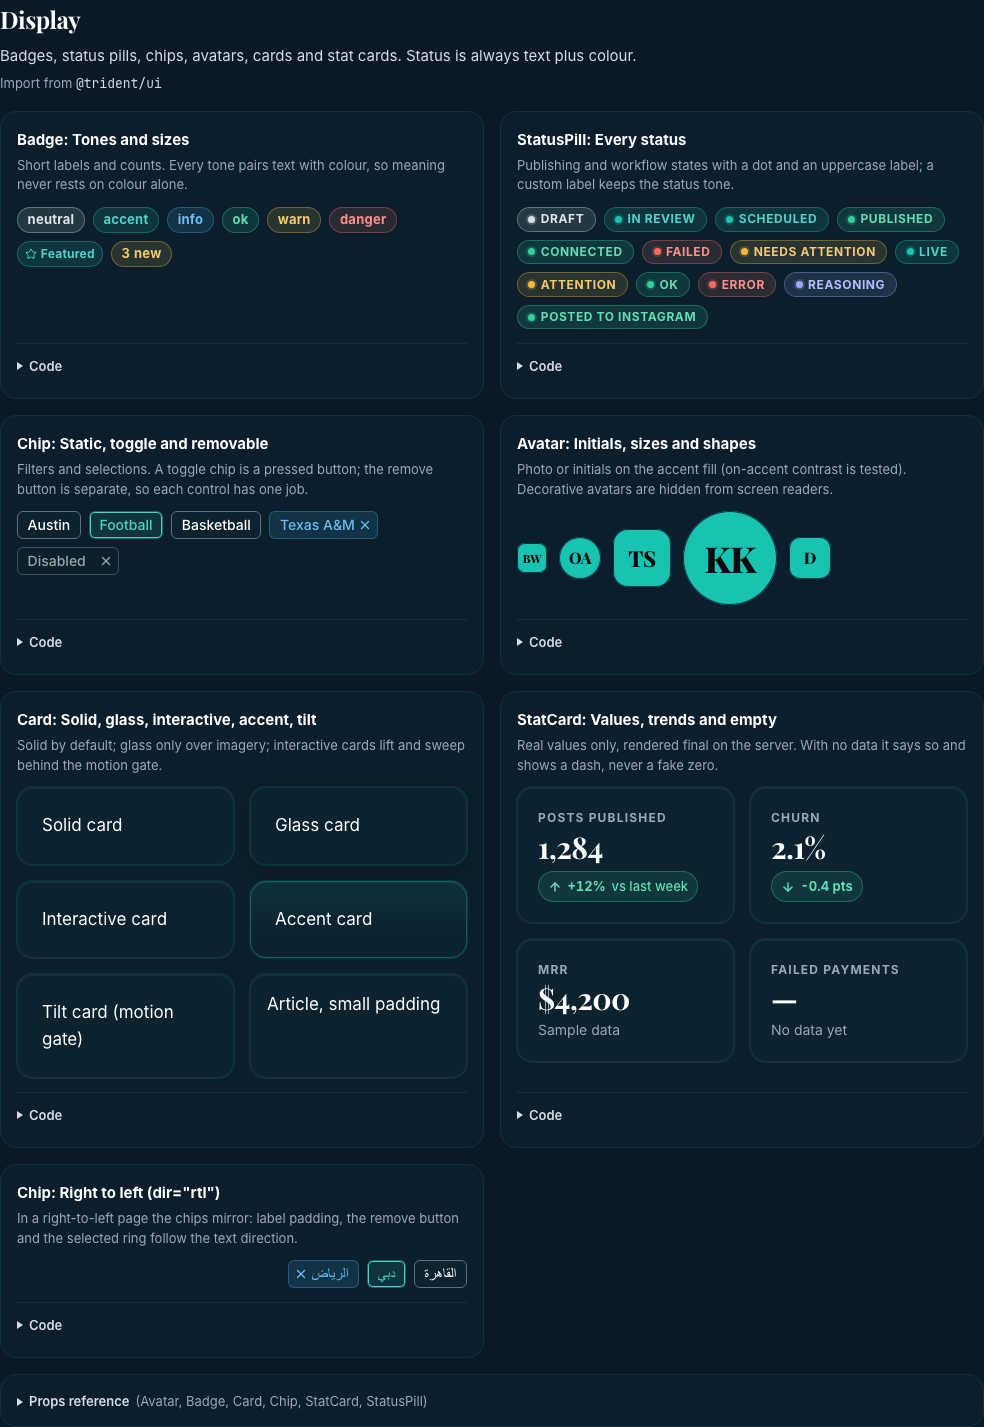 Display
Badges, status pills, chips, avatars, cards and stat cards. Status is always text plus colour.
Import from @trident/ui
Badge: Tones and sizes
Short labels and counts. Every tone pairs text with colour, so meaning
never rests on colour alone.
neutral accent info ok warn danger
Featured 3 new
Code
StatusPill: Every status
Publishing and workflow states with a dot and an uppercase label; a
custom label keeps the status tone.
DRAFT IN REVIEW SCHEDULED PUBLISHED
CONNECTED FAILED NEEDS ATTENTION LIVE
ATTENTION OK ERROR REASONING
POSTED TO INSTAGRAM
Code
Chip: Static, toggle and removable
Filters and selections. A toggle chip is a pressed button; the remove
button is separate, so each control has one job.
Austin Football Basketball Texas A&M ×
Disabled ×
Code
Avatar: Initials, sizes and shapes
Photo or initials on the accent fill (on-accent contrast is tested).
Decorative avatars are hidden from screen readers.
BW OA TS KK D
Code
Card: Solid, glass, interactive, accent, tilt
Solid by default; glass only over imagery; interactive cards lift and sweep
behind the motion gate.
Solid card
Glass card
Interactive card
Accent card
Tilt card (motion
gate)
Article, small padding
Code
StatCard: Values, trends and empty
Real values only, rendered final on the server. With no data it says so and
shows a dash, never a fake zero.
POSTS PUBLISHED
1,284
↑ +12% vs last week
CHURN
2.1%
↓ -0.4 pts
MRR
$4,200
Sample data
FAILED PAYMENTS
—
No data yet
Code
Chip: Right to left (dir="rtl")
In a right-to-left page the chips mirror: label padding, the remove button
and the selected ring follow the text direction.
القاهرة دبي الرياض ×
Code
Props reference (Avatar, Badge, Card, Chip, StatCard, StatusPill)